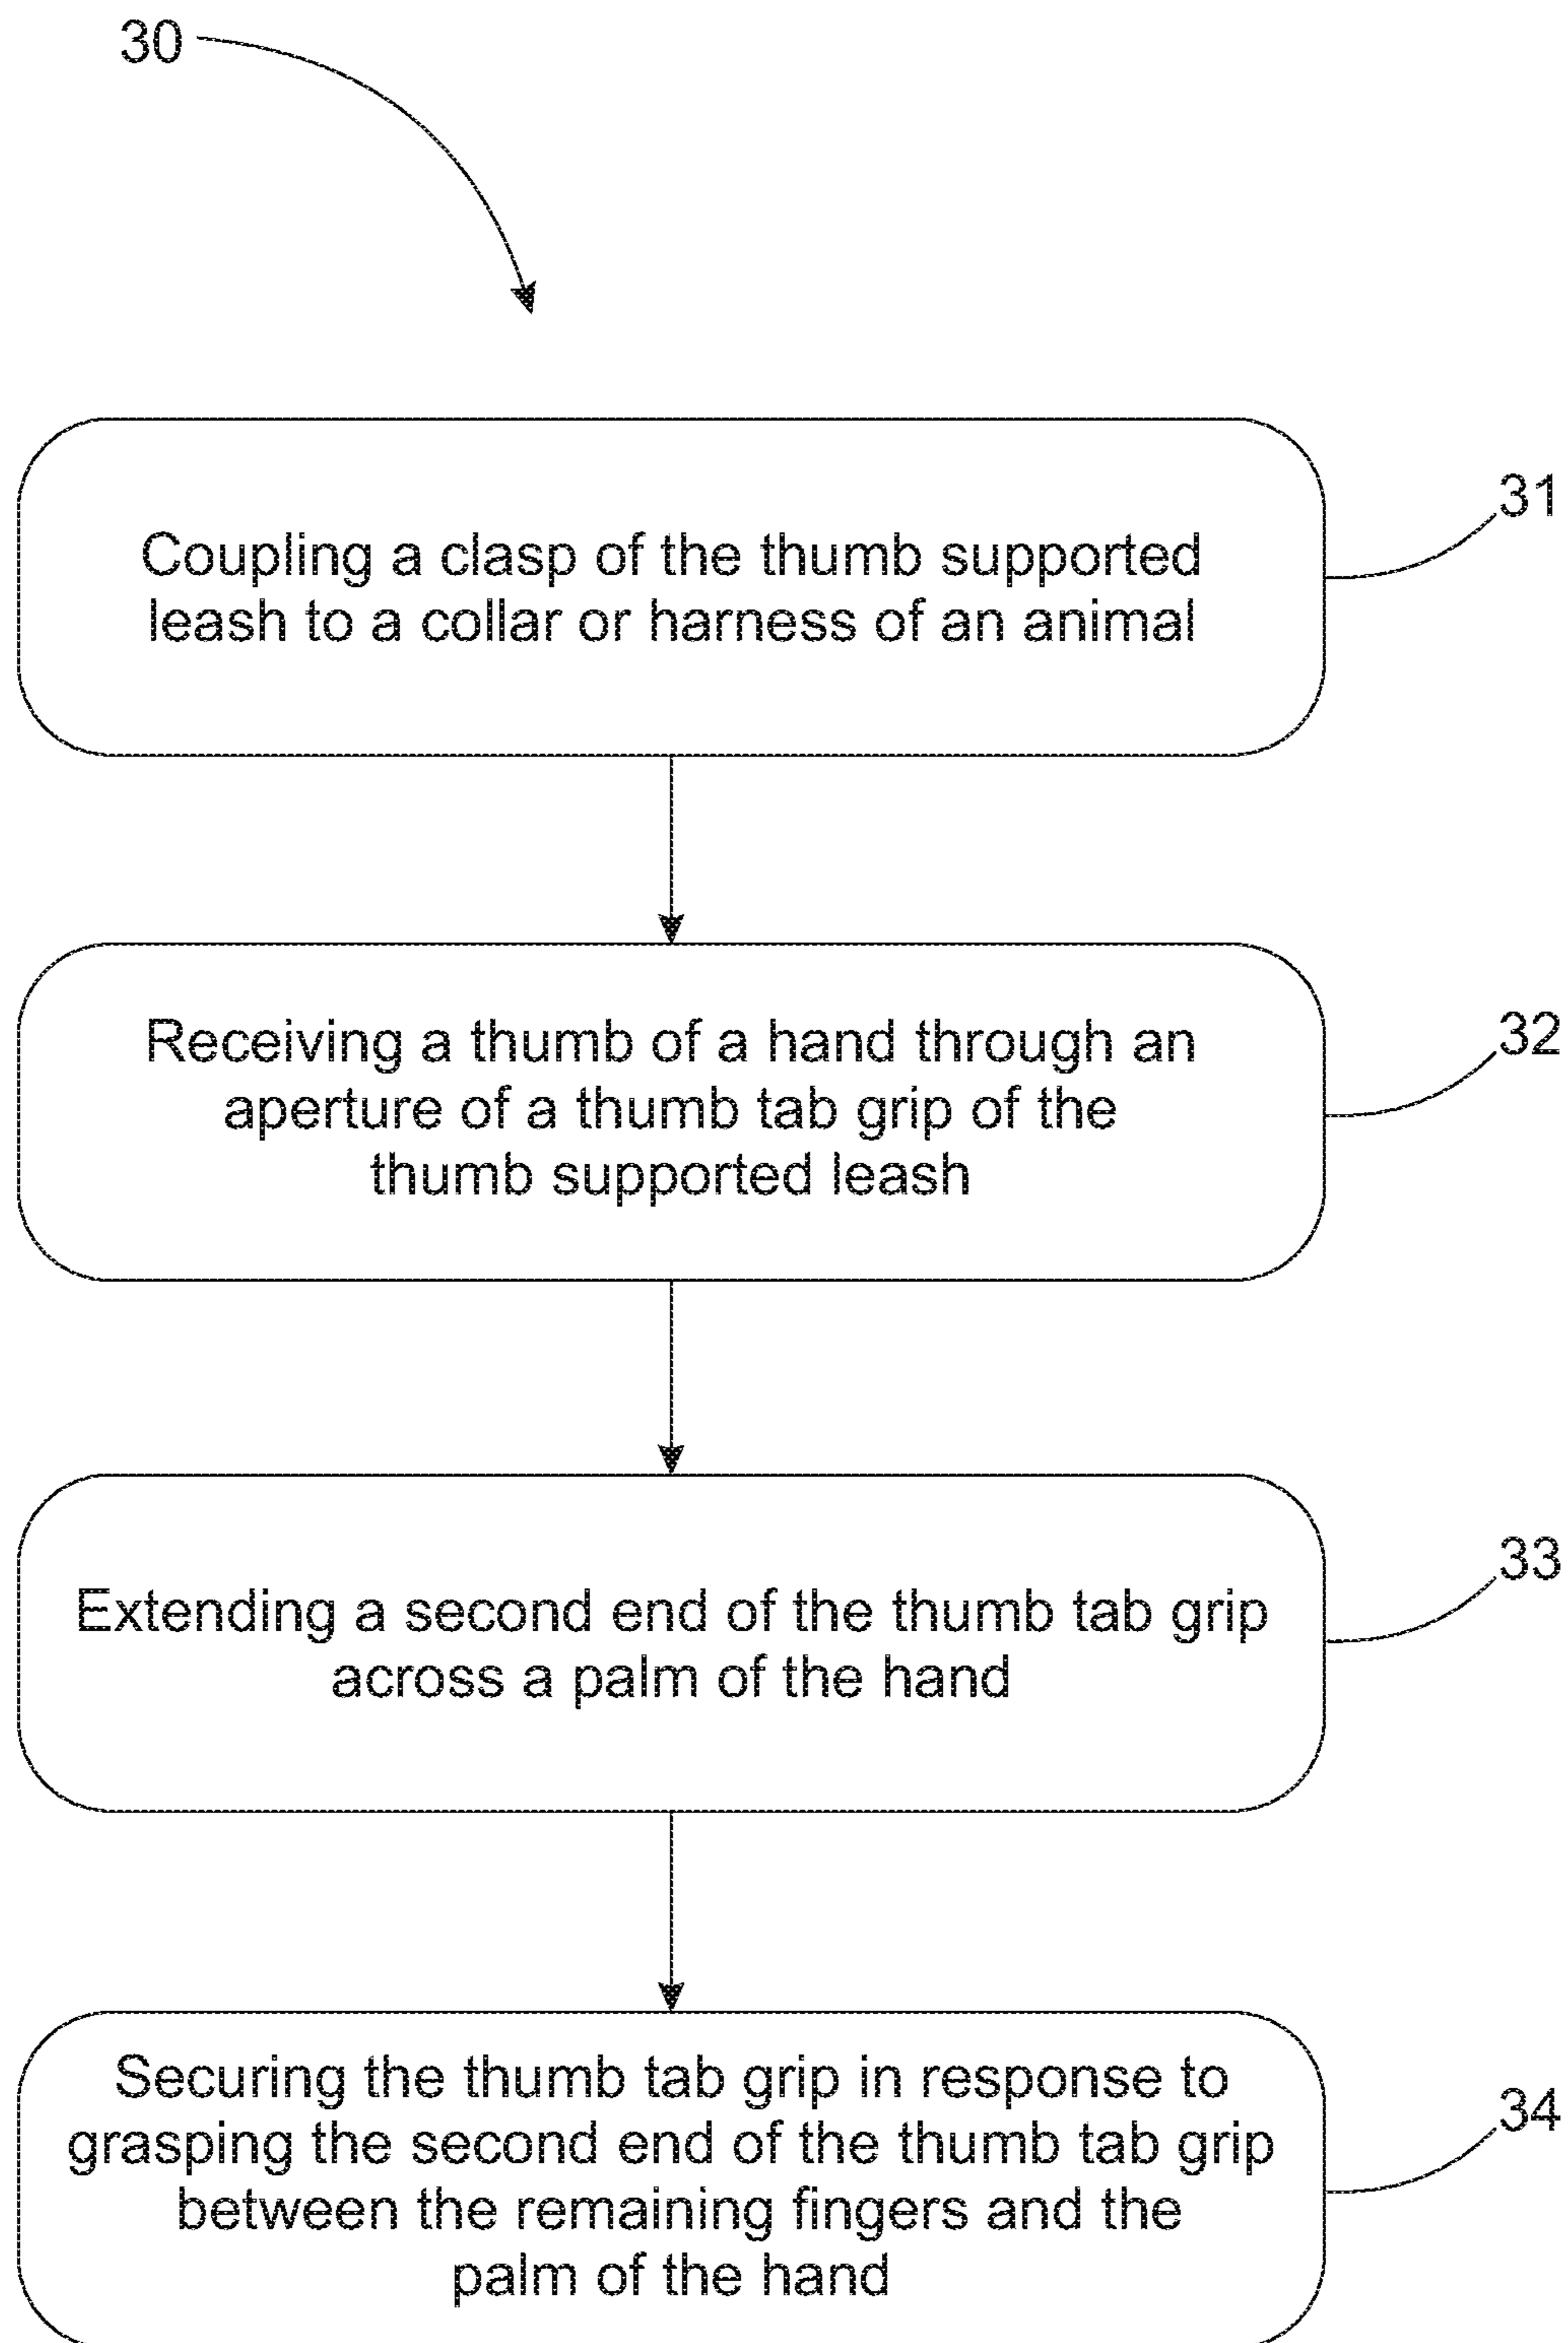 30
Coupling a clasp of the thumb supported
leash to a collar or harness of an animal
31
Receiving a thumb of a hand through an
aperture of a thumb tab grip of the
thumb supported leash
32
Extending a second end of the thumb tab grip
across a palm of the hand
33
Securing the thumb tab grip in response to
grasping the second end of the thumb tab grip
between the remaining fingers and the
palm of the hand
34